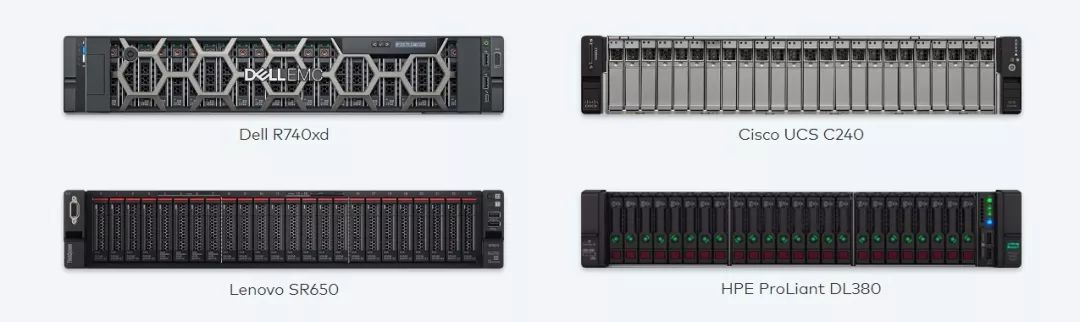 DELLEMC
Dell R740xd
Cisco UCS C240
Lenovo SR650
HPE ProLiant DL380